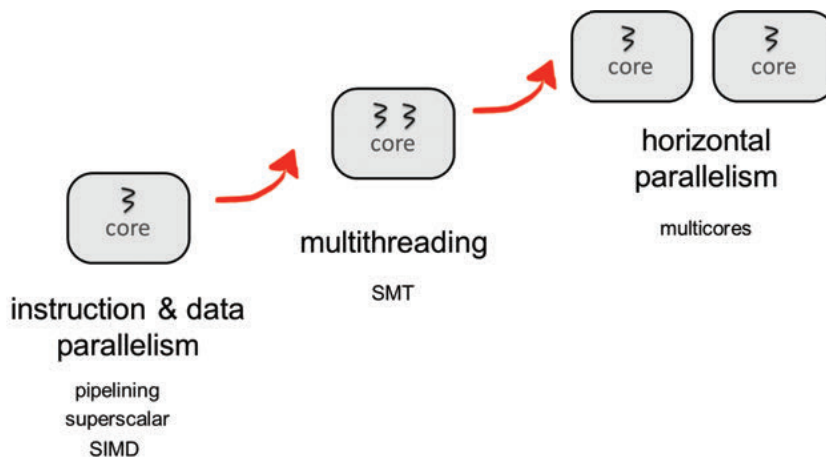 core
instruction & data
parallelism
pipelining
superscalar
SIMD
core
multithreading
SMT
core
core
horizontal
parallelism
multicores